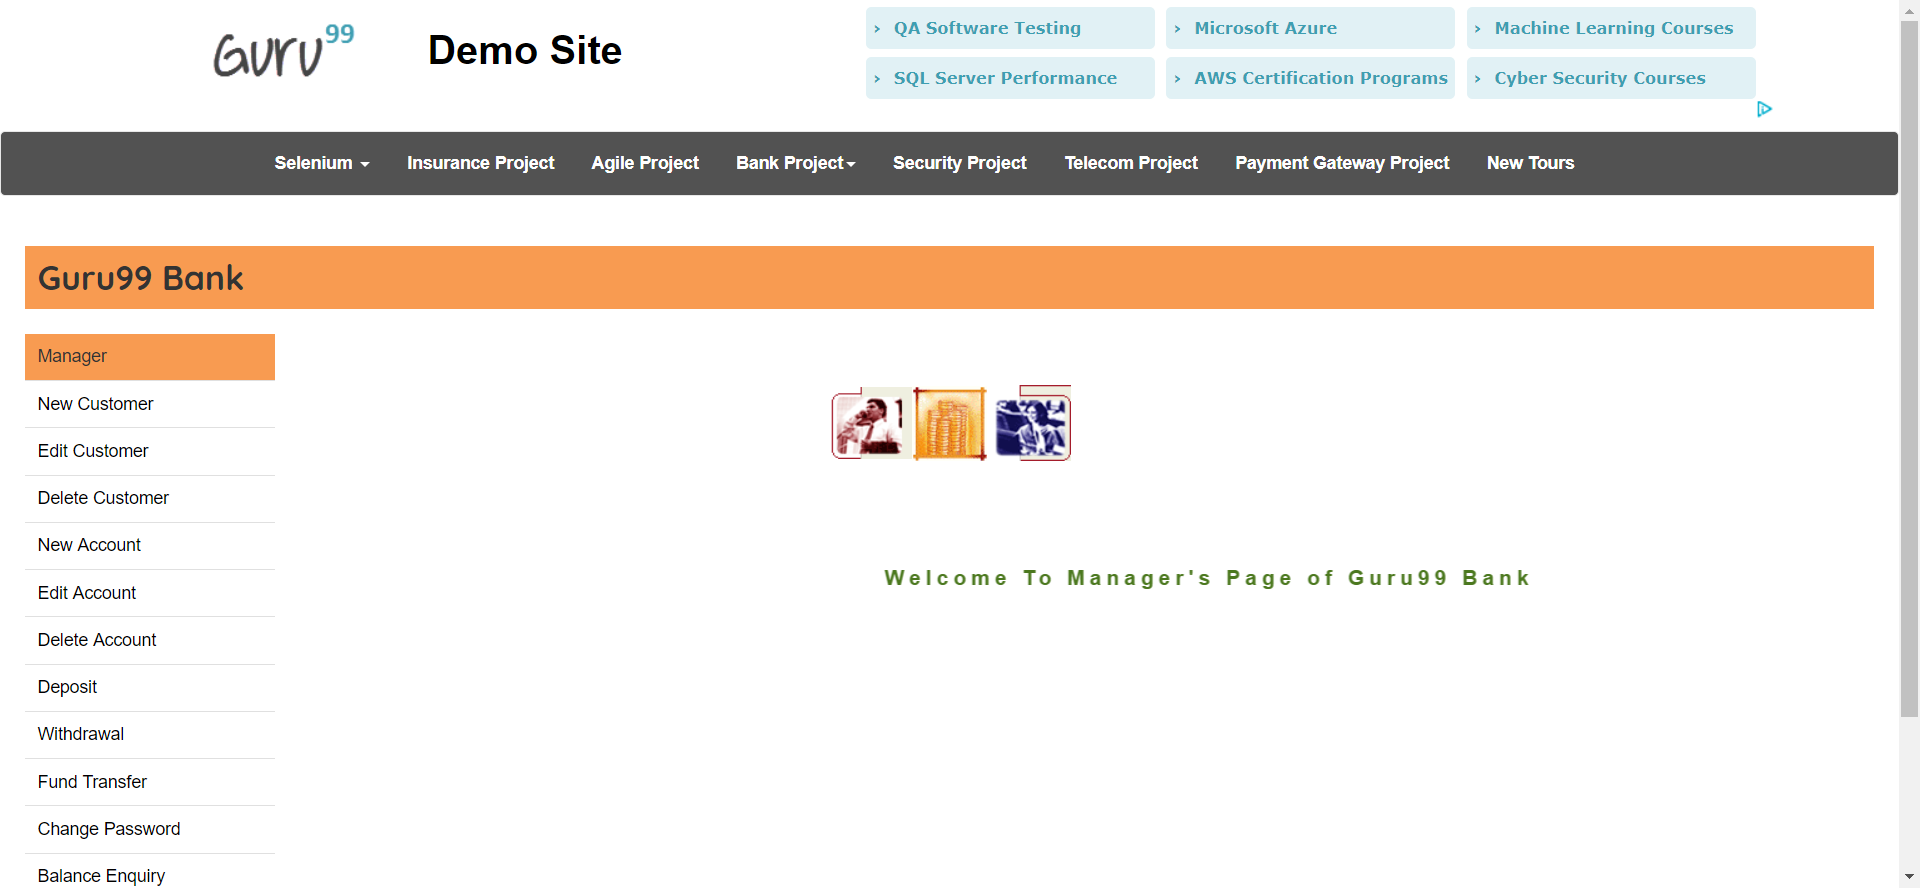 Guru99
Demo Site
› QA Software Testing
› Microsoft Azure
› Machine Learning Courses
› SQL Server Performance
› AWS Certification Programs
› Cyber Security Courses
Selenium Insurance Project Agile Project Bank Project Security Project Telecom Project Payment Gateway Project New Tours
Guru99 Bank
Manager
New Customer
Edit Customer
Delete Customer
New Account
Edit Account
Delete Account
Deposit
Withdrawal
Fund Transfer
Change Password
Balance Enquiry
Welcome To Manager's Page of Guru99 Bank